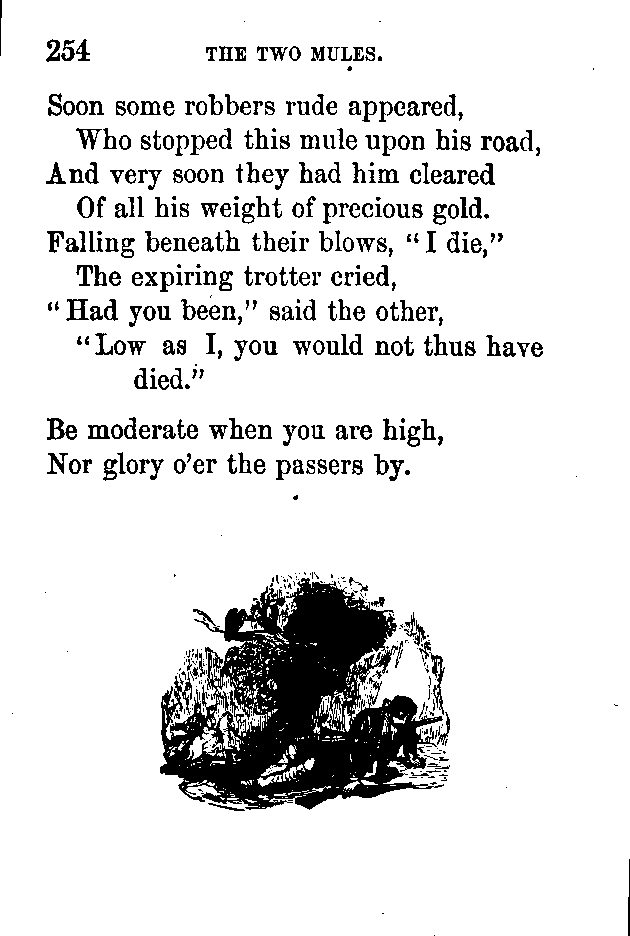 254 THE TWO MULES.
Soon some robbers rude appeared,
Who stopped this mule upon his road,
And very soon they had him cleared
Of all his weight of precious gold.
Falling beneath their blows, "I die,"
The expiring trotter cried,
"Had you been," said the other,
"Low as I, you would not thus have
died."
Be moderate when you are high,
Nor glory o'er the passers by.